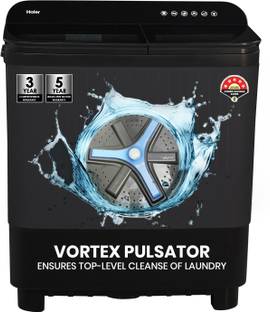 Haier
3
YEAR
5
YEAR
VORTEX PULSATOR
ENSURES TOP-LEVEL CLEANSE OF LAUNDRY